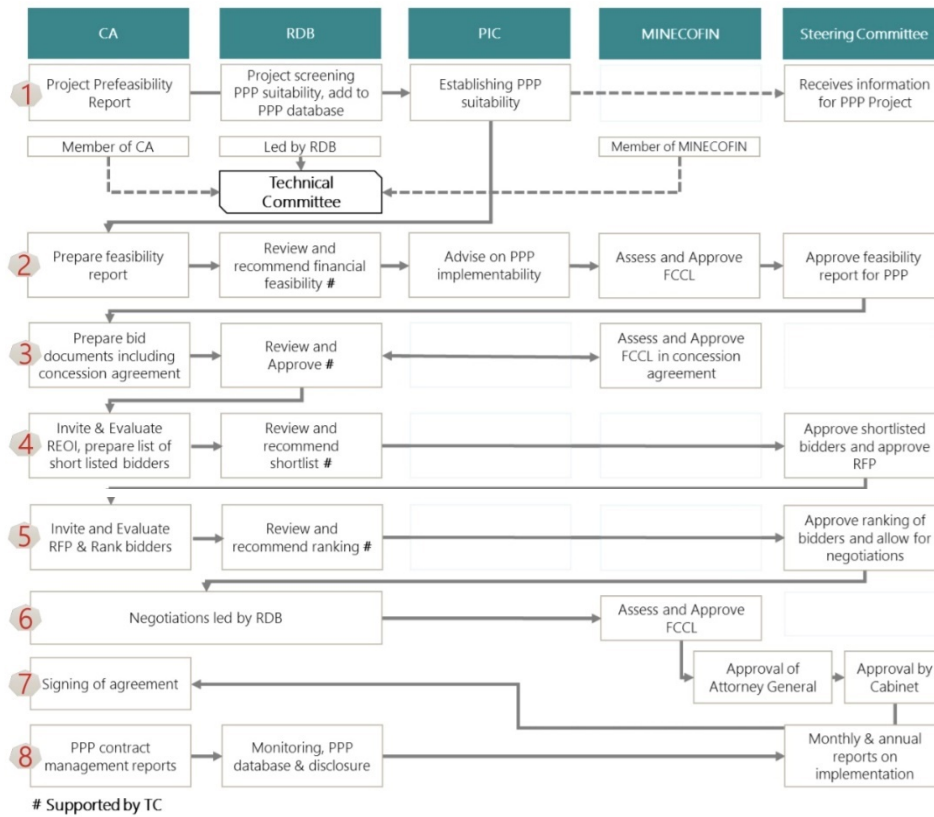 CA
RDB
PIC
MINECOFIN
Steering Committee
1
Project Prefeasibility
Report
Project screening
PPP suitability, add to
PPP database
Establishing PPP
suitability
Receives information
for PPP Project
Member of CA
Led by RDB
Member of MINECOFIN
Technical
Committee
2
Prepare feasibility
report
Review and
recommend financial
feasibility #
Advise on PPP
implementability
Assess and Approve
FCCL
Approve feasibility
report for PPP
3
Prepare bid
documents including
concession agreement
Review and
Approve #
Assess and Approve
FCCL in concession
agreement
4
Invite & Evaluate
REOI, prepare list of
short listed bidders
Review and
recommend
shortlist #
Approve shortlisted
bidders and approve
RFP
5
Invite and Evaluate
RFP & Rank bidders
Review and
recommend ranking #
Approve ranking of
bidders and allow for
negotiations
6
Negotiations led by RDB
Assess and Approve
FCCL
7
Signing of agreement
Approval of
Attorney General
Approval by
Cabinet
8
PPP contract
management reports
Monitoring, PPP
database & disclosure
Monthly & annual
reports on
implementation
# Supported by TC